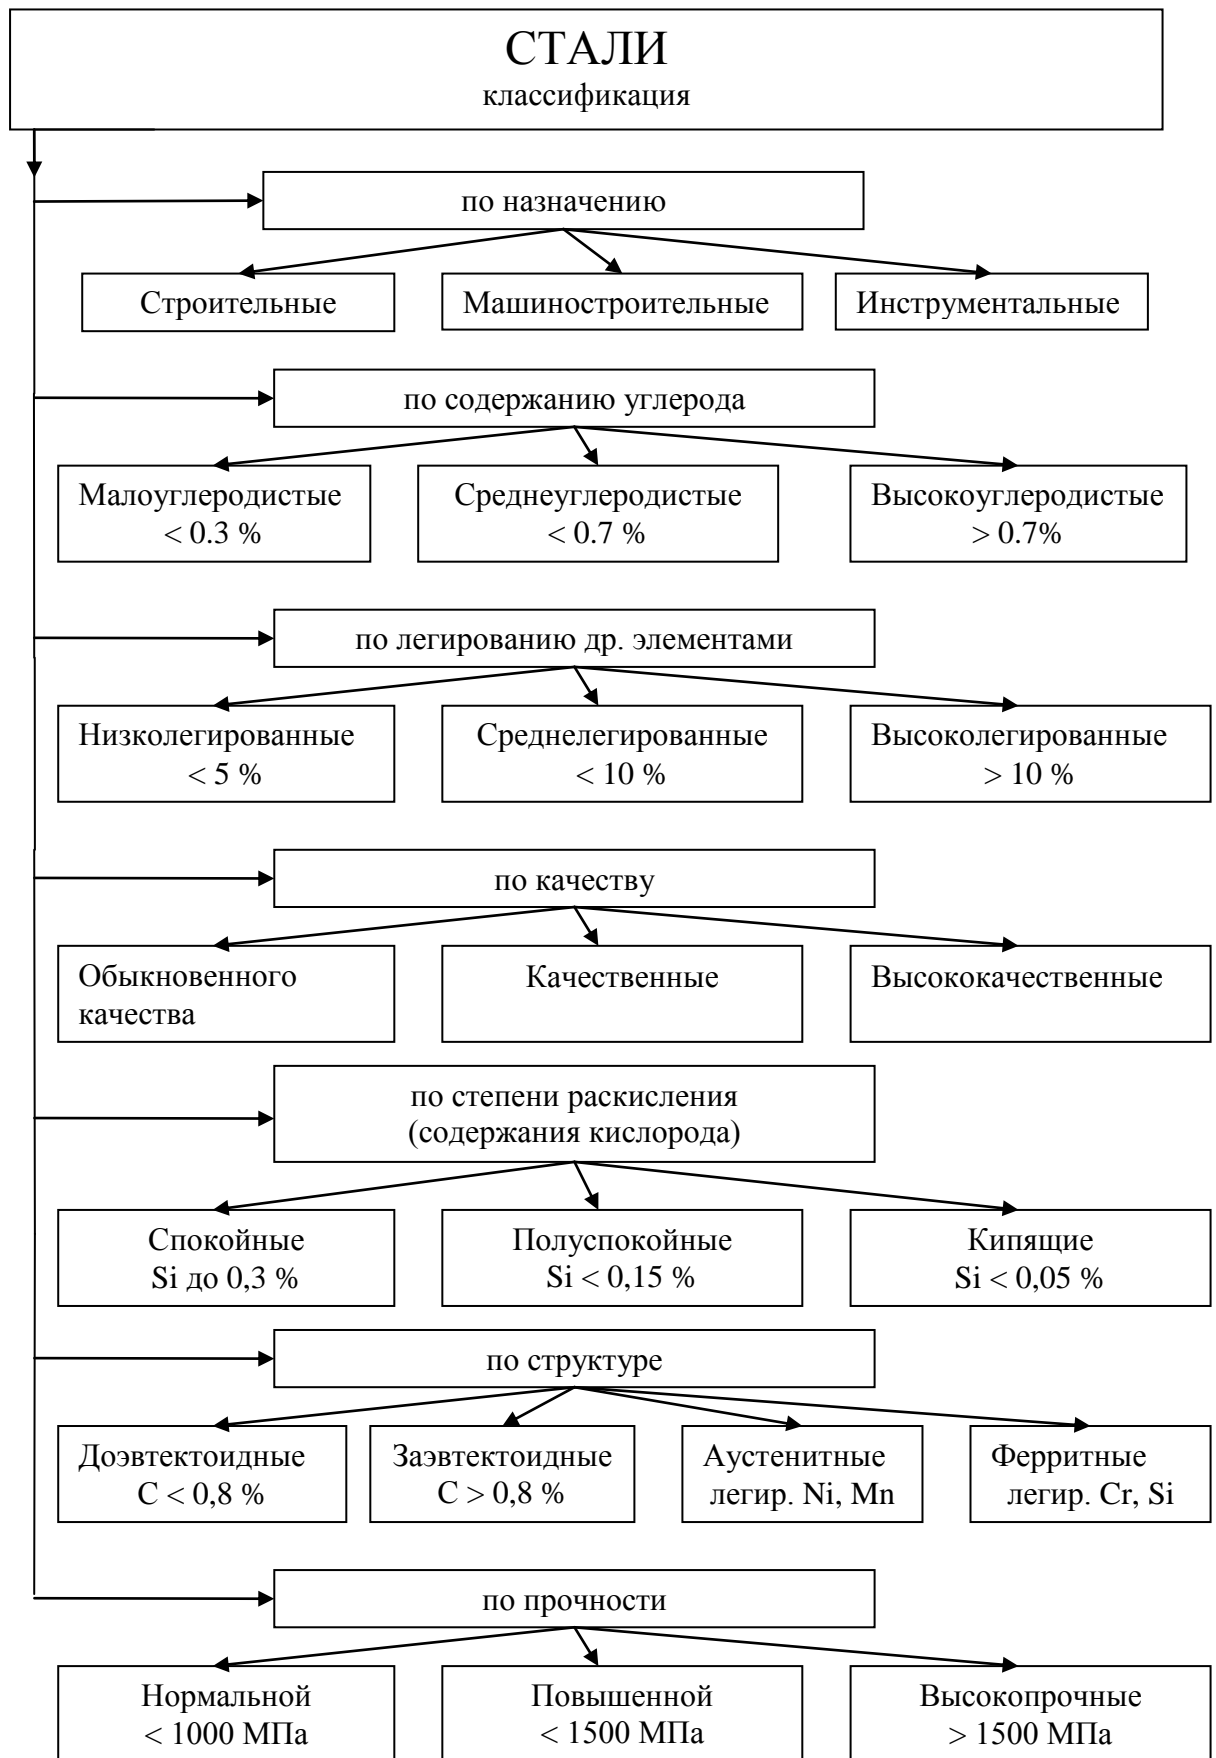 СТАЛИ
классификация
по назначению
Строительные
Машиностроительные
Инструментальные
по содержанию углерода
Малоуглеродистые
< 0.3 %
Среднеуглеродистые
< 0.7 %
Высокоуглеродистые
> 0.7%
по легированию др. элементами
Низколегированные
< 5 %
Среднелегированные
< 10 %
Высоколегированные
> 10 %
по качеству
Обыкновенного
качества
Качественные
Высококачественные
по степени раскисления
(содержания кислорода)
Спокойные
Si до 0,3 %
Полуспокойные
Si < 0,15 %
Кипящие
Si < 0,05 %
по структуре
Доэвтектоидные
С < 0,8 %
Заэвтектоидные
С > 0,8 %
Аустенитные
легир. Ni, Mn
Ферритные
легир. Cr, Si
по прочности
Нормальной
< 1000 МПа
Повышенной
< 1500 МПа
Высокопрочные
> 1500 МПа